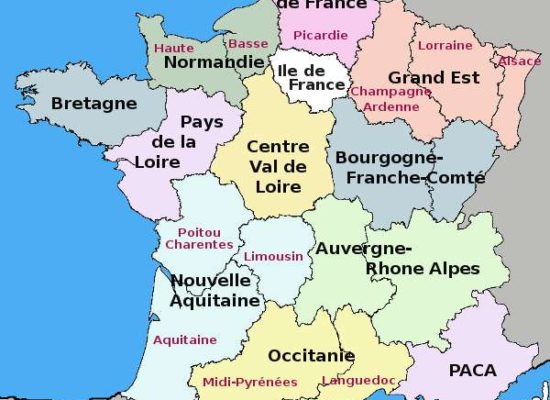 de France
Picardie
Haute
Basse
Normandie
Lorraine
Alsace
Ile de
France
Grand Est
Champagne
Ardenne
Bretagne
Pays
de la
Loire
Centre
Val de
Loire
Bourgogne-
Franche-Comté
Poitou
Charentes
Limousin
Auvergne-
Rhone Alpes
Nouvelle
Aquitaine
Aquitaine
Occitanie
Midi-Pyrénées
Languedoc
PACA